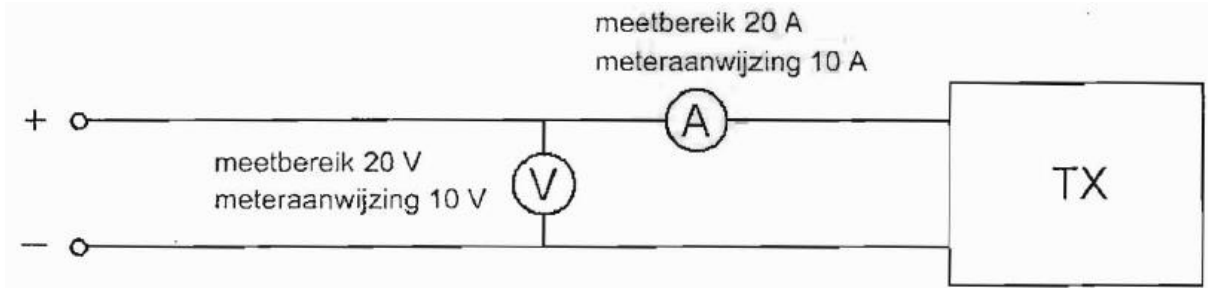 meetbereik 20 A
meteraanwijzing 10 A
+
A
meetbereik 20 V
meteraanwijzing 10 V
V
TX
—